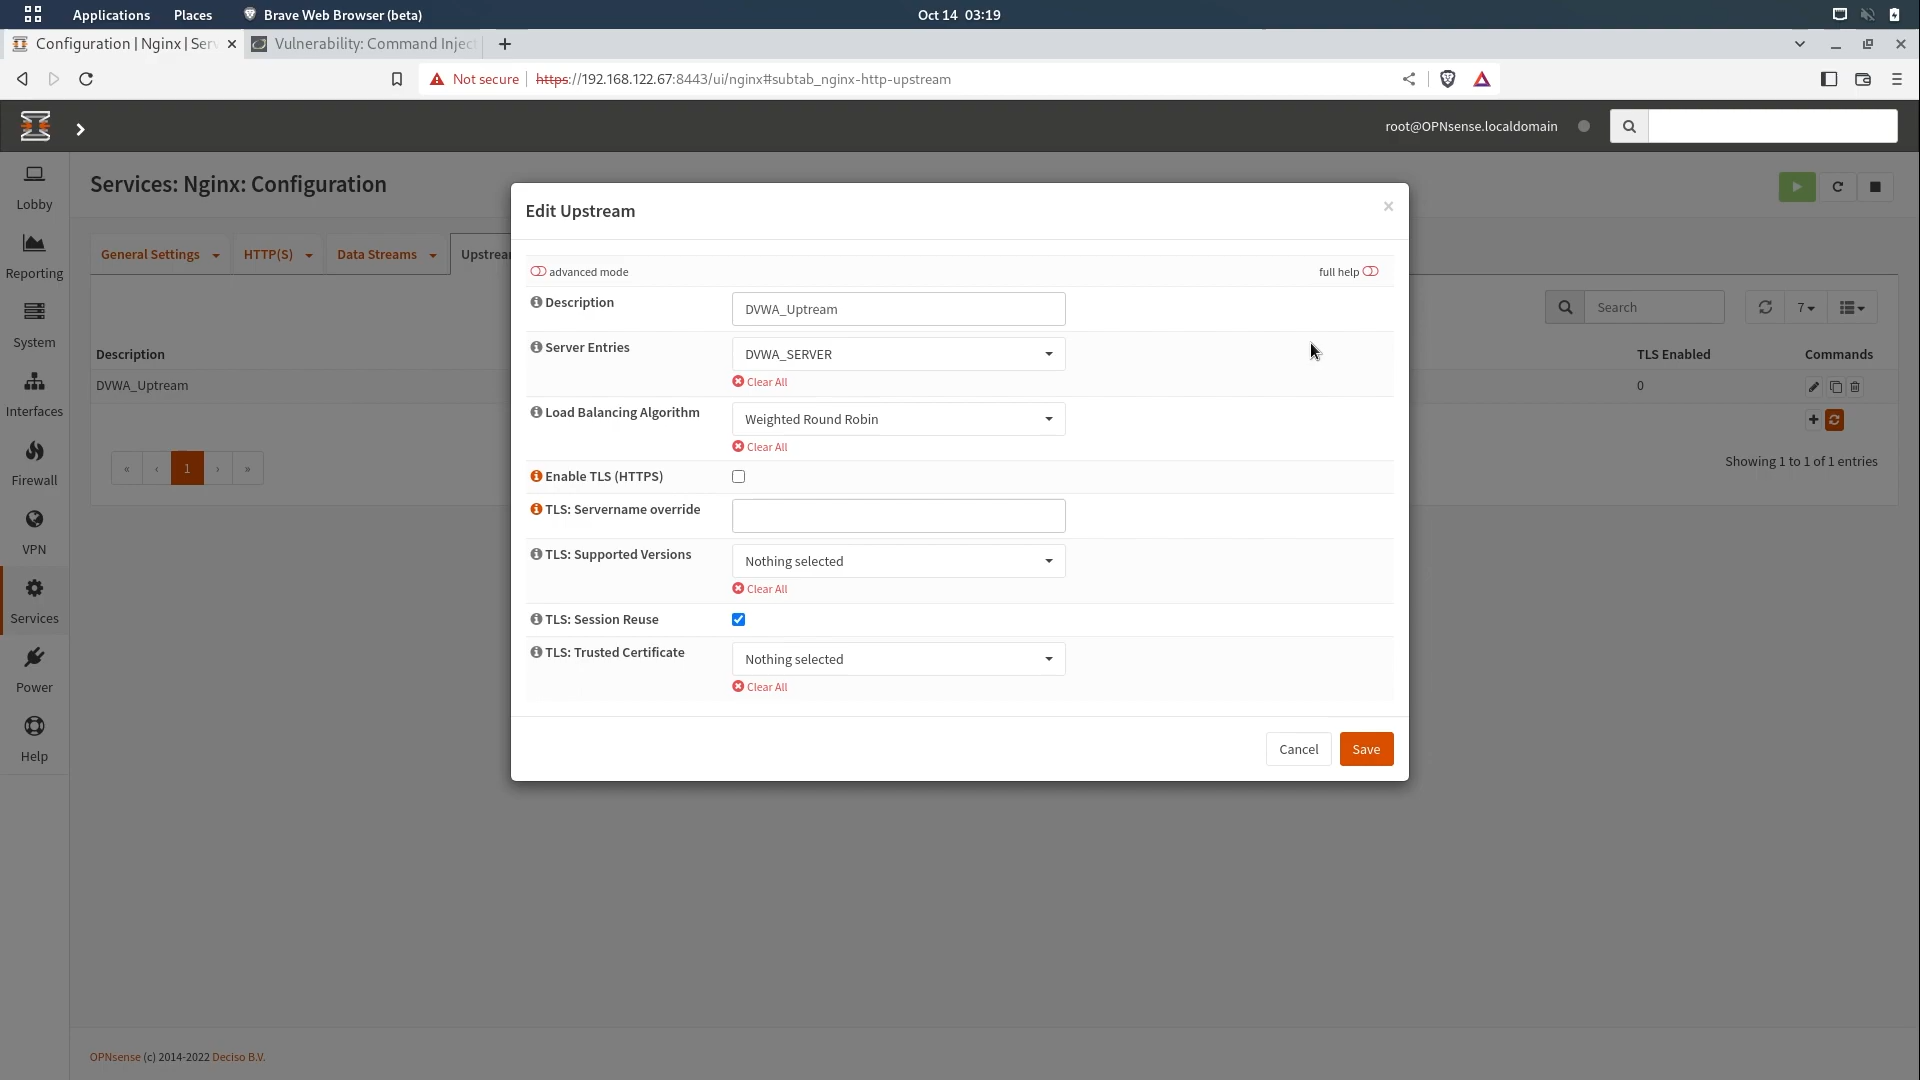 Applications
Places
Brave Web Browser (beta)
Oct 14 03:19
Configuration | Nginx | Ser
Vulnerability: Command Injec
Not secure
https://192.168.122.67:8443/ui/nginx#subtab_nginx-http-upstream
root@OPNsense.localdomain
Lobby
Reporting
System
Interfaces
Firewall
VPN
Services
Power
Help
Services: Nginx: Configuration
General Settings
HTTP(S)
Data Streams
Upstrea
Search
7
Description
TLS Enabled
Commands
DVWA_Uptream
0
« ‹ 1 › »
Showing 1 to 1 of 1 entries
Edit Upstream
×
advanced mode
full help
Description
DVWA_Uptream
Server Entries
DVWA_SERVER
Clear All
Load Balancing Algorithm
Weighted Round Robin
Clear All
Enable TLS (HTTPS)
TLS: Servername override
TLS: Supported Versions
Nothing selected
Clear All
TLS: Session Reuse
TLS: Trusted Certificate
Nothing selected
Clear All
Cancel
Save
OPNsense (c) 2014-2022 Deciso B.V.